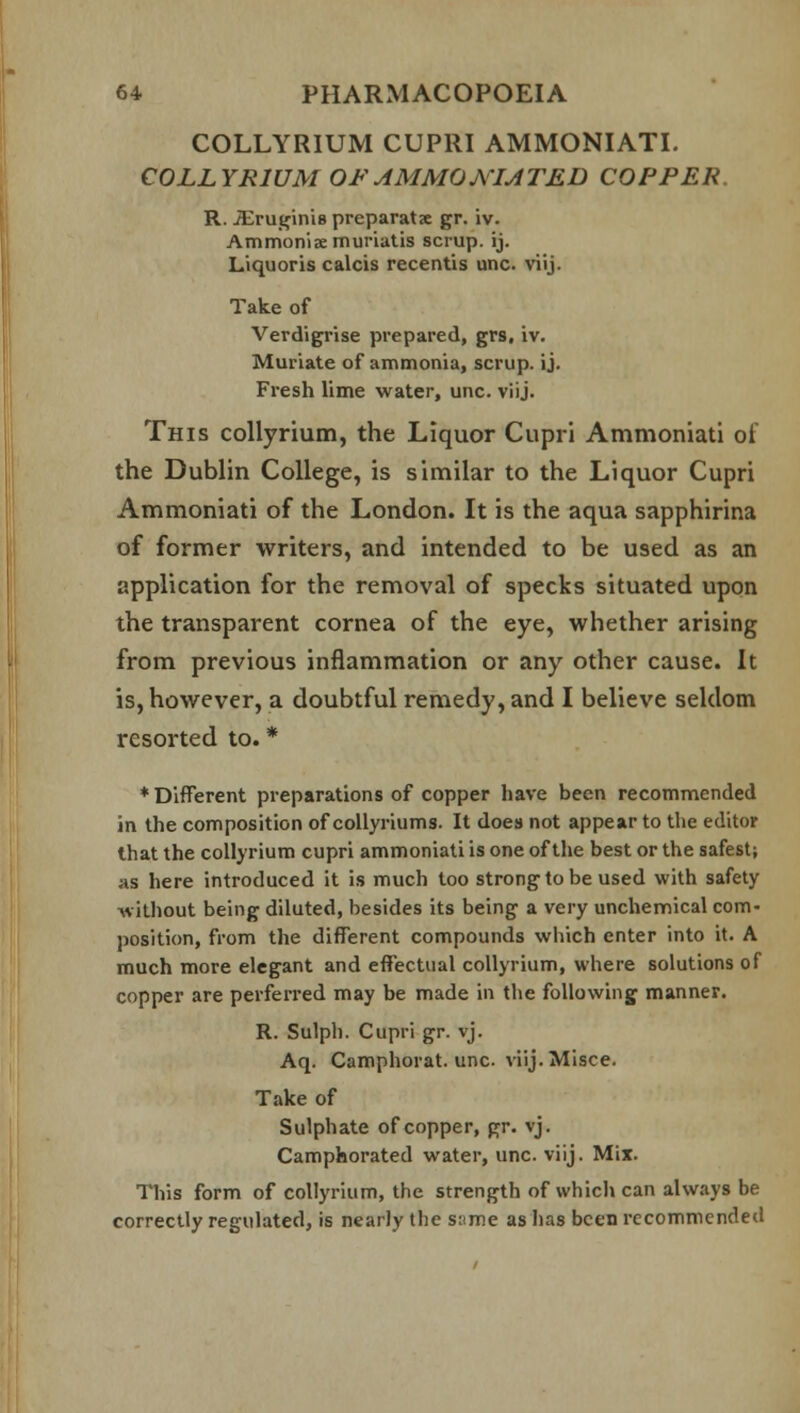 64 PHARMACOPOEIA
COLLYRIUM CUPRI AMMONIATI.
COLLYRIUM OF AMMONIATED COPPER.
R. Æruginis preparatæ gr. iv.
Ammoniæ muriatis scrup. ij.
Liquoris calcis recentis unc. viij.
Take of
Verdigrise prepared, grs. iv.
Muriate of ammonia, scrup. ij.
Fresh lime water, unc. viij.
This collyrium, the Liquor Cupri Ammoniati of
the Dublin College, is similar to the Liquor Cupri
Ammoniati of the London. It is the aqua sapphirina
of former writers, and intended to be used as an
application for the removal of specks situated upon
the transparent cornea of the eye, whether arising
from previous inflammation or any other cause. It
is, however, a doubtful remedy, and I believe seldom
resorted to. *
* Different preparations of copper have been recommended
in the composition of collyriums. It does not appear to the editor
that the collyrium cupri ammoniati is one of the best or the safest;
as here introduced it is much too strong to be used with safety
without being diluted, besides its being a very unchemical com-
position, from the different compounds which enter into it. A
much more elegant and effectual collyrium, where solutions of
copper are perferred may be made in the following manner.
R. Sulph. Cupri gr. vj.
Aq. Camphorat. unc. viij. Misce.
Take of
Sulphate of copper, gr. vj.
Camphorated water, unc. viij. Mix.
This form of collyrium, the strength of which can always be
correctly regulated, is nearly the same as has been recommended